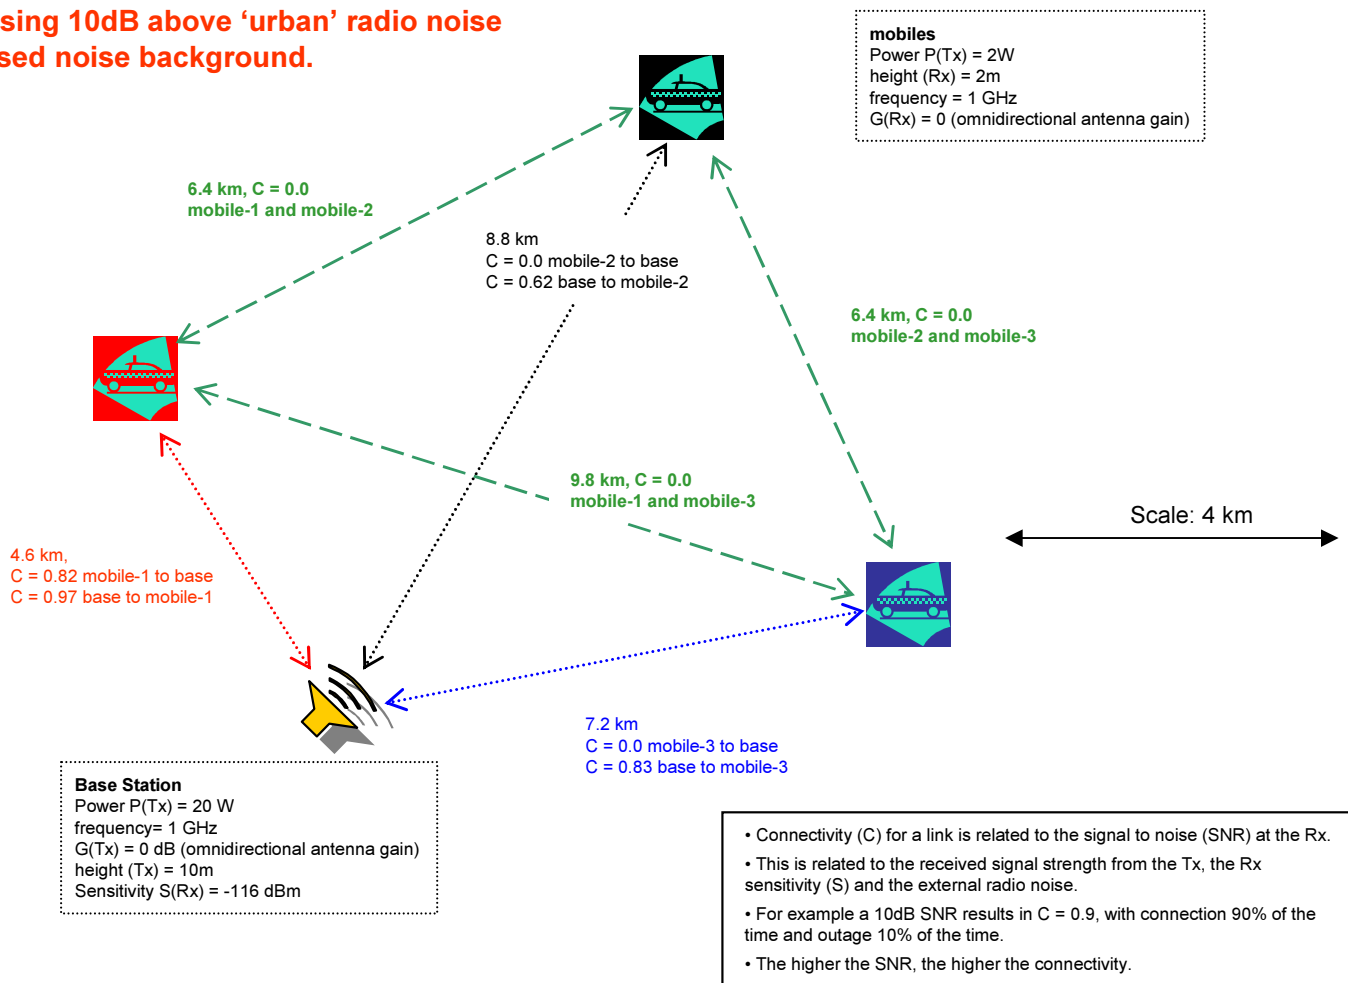 sing 10dB above ‘urban’ radio noise
sed noise background.
mobiles
Power P(Tx) = 2W
height (Rx) = 2m
frequency = 1 GHz
G(Rx) = 0 (omnidirectional antenna gain)
6.4 km, C = 0.0
mobile-1 and mobile-2
8.8 km
C = 0.0 mobile-2 to base
C = 0.62 base to mobile-2
6.4 km, C = 0.0
mobile-2 and mobile-3
9.8 km, C = 0.0
mobile-1 and mobile-3
Scale: 4 km
4.6 km,
C = 0.82 mobile-1 to base
C = 0.97 base to mobile-1
7.2 km
C = 0.0 mobile-3 to base
C = 0.83 base to mobile-3
Base Station
Power P(Tx) = 20 W
frequency= 1 GHz
G(Tx) = 0 dB (omnidirectional antenna gain)
height (Tx) = 10m
Sensitivity S(Rx) = -116 dBm
• Connectivity (C) for a link is related to the signal to noise (SNR) at the Rx.
• This is related to the received signal strength from the Tx, the Rx
sensitivity (S) and the external radio noise.
• For example a 10dB SNR results in C = 0.9, with connection 90% of the
time and outage 10% of the time.
• The higher the SNR, the higher the connectivity.